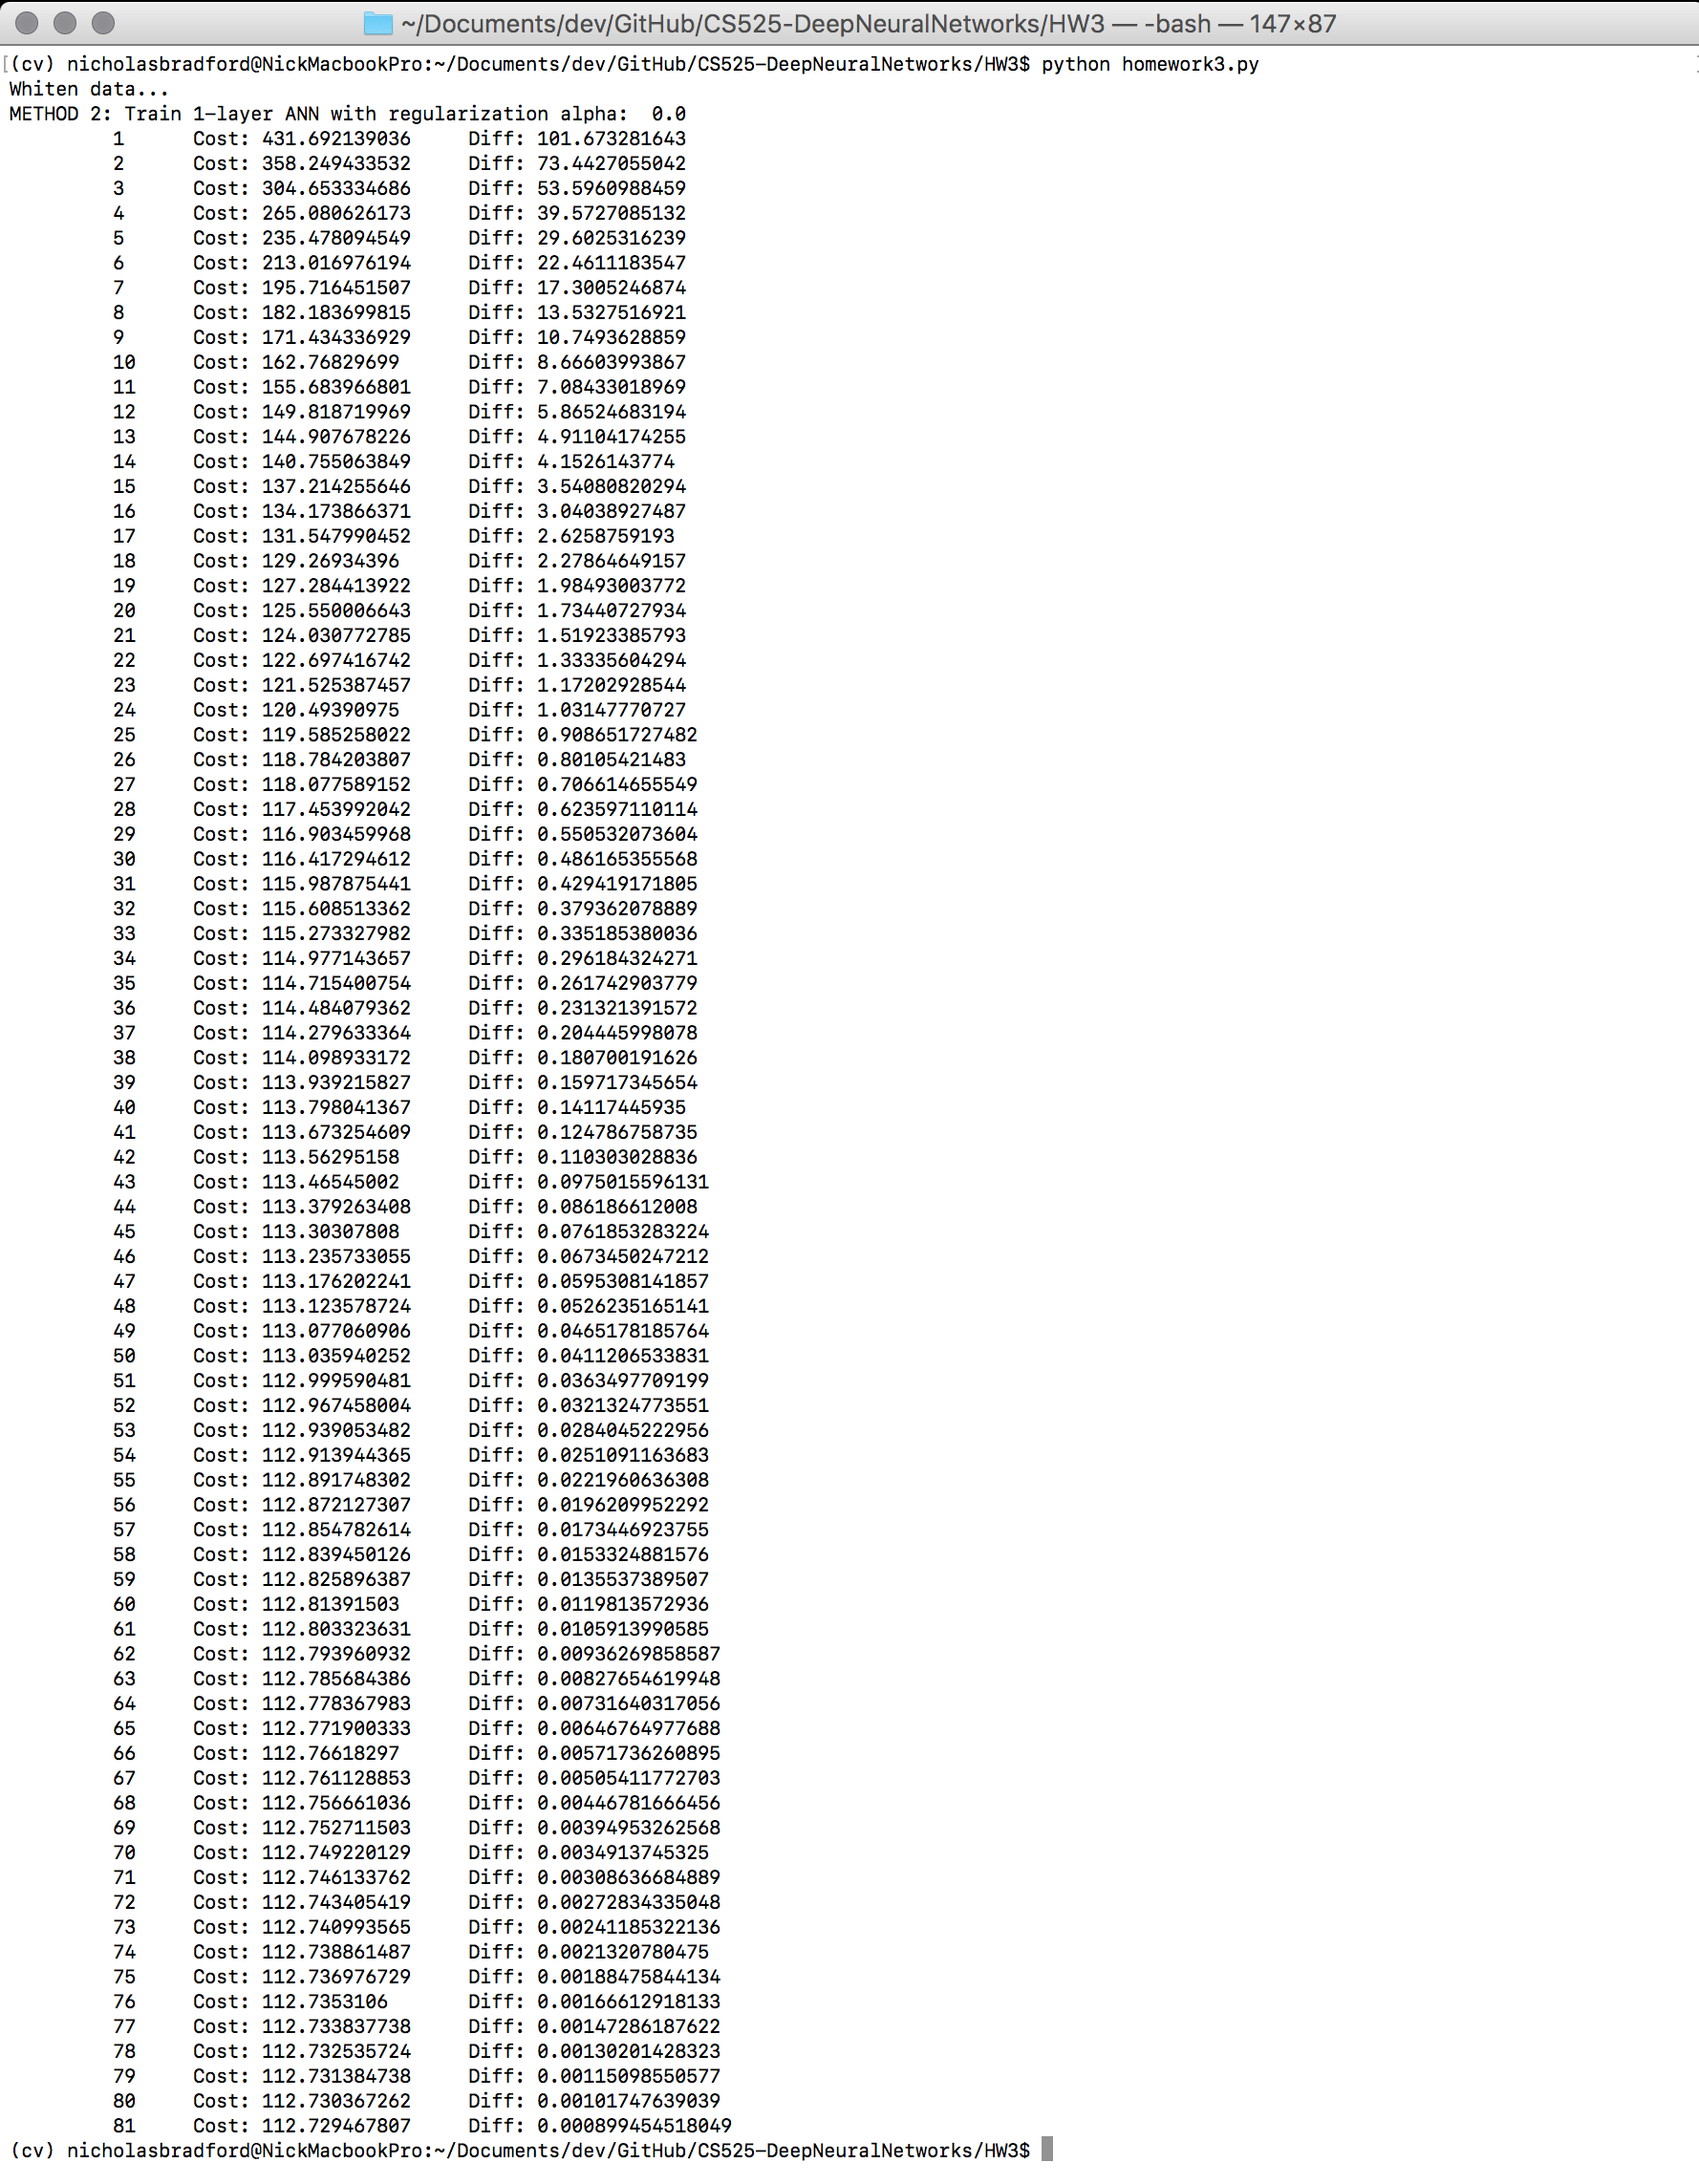 ~/Documents/dev/GitHub/CS525-DeepNeuralNetworks/HW3 — -bash — 147×87
[(cv) nicholasbradford@NickMacbookPro:~/Documents/dev/GitHub/CS525-DeepNeuralNetworks/HW3$ python homework3.py
Whiten data...
METHOD 2: Train 1-layer ANN with regularization alpha:  0.0
1 Cost: 431.692139036 Diff: 101.673281643
2 Cost: 358.249433532 Diff: 73.4427055042
3 Cost: 304.653334686 Diff: 53.5960988459
4 Cost: 265.080626173 Diff: 39.5727085132
5 Cost: 235.478094549 Diff: 29.6025316239
6 Cost: 213.016976194 Diff: 22.4611183547
7 Cost: 195.716451507 Diff: 17.3005246874
8 Cost: 182.183699815 Diff: 13.5327516921
9 Cost: 171.434336929 Diff: 10.7493628859
10 Cost: 162.76829699 Diff: 8.66603993867
11 Cost: 155.683966801 Diff: 7.08433018969
12 Cost: 149.818719969 Diff: 5.86524683194
13 Cost: 144.907678226 Diff: 4.91104174255
14 Cost: 140.755063849 Diff: 4.1526143774
15 Cost: 137.214255646 Diff: 3.54080820294
16 Cost: 134.173866371 Diff: 3.04038927487
17 Cost: 131.547990452 Diff: 2.6258759193
18 Cost: 129.26934396 Diff: 2.27864649157
19 Cost: 127.284413922 Diff: 1.98493003772
20 Cost: 125.550006643 Diff: 1.73440727934
21 Cost: 124.030772785 Diff: 1.51923385793
22 Cost: 122.697416742 Diff: 1.33335604294
23 Cost: 121.525387457 Diff: 1.17202928544
24 Cost: 120.49390975 Diff: 1.03147770727
25 Cost: 119.585258022 Diff: 0.908651727482
26 Cost: 118.784203807 Diff: 0.80105421483
27 Cost: 118.077589152 Diff: 0.706614655549
28 Cost: 117.453992042 Diff: 0.623597110114
29 Cost: 116.903459968 Diff: 0.550532073604
30 Cost: 116.417294612 Diff: 0.486165355568
31 Cost: 115.987875441 Diff: 0.429419171805
32 Cost: 115.608513362 Diff: 0.379362078889
33 Cost: 115.273327982 Diff: 0.335185380036
34 Cost: 114.977143657 Diff: 0.296184324271
35 Cost: 114.715400754 Diff: 0.261742903779
36 Cost: 114.484079362 Diff: 0.231321391572
37 Cost: 114.279633364 Diff: 0.204445998078
38 Cost: 114.098933172 Diff: 0.180700191626
39 Cost: 113.939215827 Diff: 0.159717345654
40 Cost: 113.798041367 Diff: 0.14117445935
41 Cost: 113.673254609 Diff: 0.124786758735
42 Cost: 113.56295158 Diff: 0.110303028836
43 Cost: 113.46545002 Diff: 0.0975015596131
44 Cost: 113.379263408 Diff: 0.086186612008
45 Cost: 113.30307808 Diff: 0.0761853283224
46 Cost: 113.235733055 Diff: 0.0673450247212
47 Cost: 113.176202241 Diff: 0.0595308141857
48 Cost: 113.123578724 Diff: 0.0526235165141
49 Cost: 113.077060906 Diff: 0.0465178185764
50 Cost: 113.035940252 Diff: 0.0411206533831
51 Cost: 112.999590481 Diff: 0.0363497709199
52 Cost: 112.967458004 Diff: 0.0321324773551
53 Cost: 112.939053482 Diff: 0.0284045222956
54 Cost: 112.913944365 Diff: 0.0251091163683
55 Cost: 112.891748302 Diff: 0.0221960636308
56 Cost: 112.872127307 Diff: 0.0196209952292
57 Cost: 112.854782614 Diff: 0.0173446923755
58 Cost: 112.839450126 Diff: 0.0153324881576
59 Cost: 112.825896387 Diff: 0.0135537389507
60 Cost: 112.81391503 Diff: 0.0119813572936
61 Cost: 112.803323631 Diff: 0.0105913990585
62 Cost: 112.793960932 Diff: 0.00936269858587
63 Cost: 112.785684386 Diff: 0.00827654619948
64 Cost: 112.778367983 Diff: 0.00731640317056
65 Cost: 112.771900333 Diff: 0.00646764977688
66 Cost: 112.76618297 Diff: 0.00571736260895
67 Cost: 112.761128853 Diff: 0.00505411772703
68 Cost: 112.756661036 Diff: 0.00446781666456
69 Cost: 112.752711503 Diff: 0.00394953262568
70 Cost: 112.749220129 Diff: 0.0034913745325
71 Cost: 112.746133762 Diff: 0.00308636684889
72 Cost: 112.743405419 Diff: 0.00272834335048
73 Cost: 112.740993565 Diff: 0.00241185322136
74 Cost: 112.738861487 Diff: 0.0021320780475
75 Cost: 112.736976729 Diff: 0.00188475844134
76 Cost: 112.7353106 Diff: 0.00166612918133
77 Cost: 112.733837738 Diff: 0.00147286187622
78 Cost: 112.732535724 Diff: 0.00130201428323
79 Cost: 112.731384738 Diff: 0.00115098550577
80 Cost: 112.730367262 Diff: 0.00101747639039
81 Cost: 112.729467807 Diff: 0.000899454518049
(cv) nicholasbradford@NickMacbookPro:~/Documents/dev/GitHub/CS525-DeepNeuralNetworks/HW3$